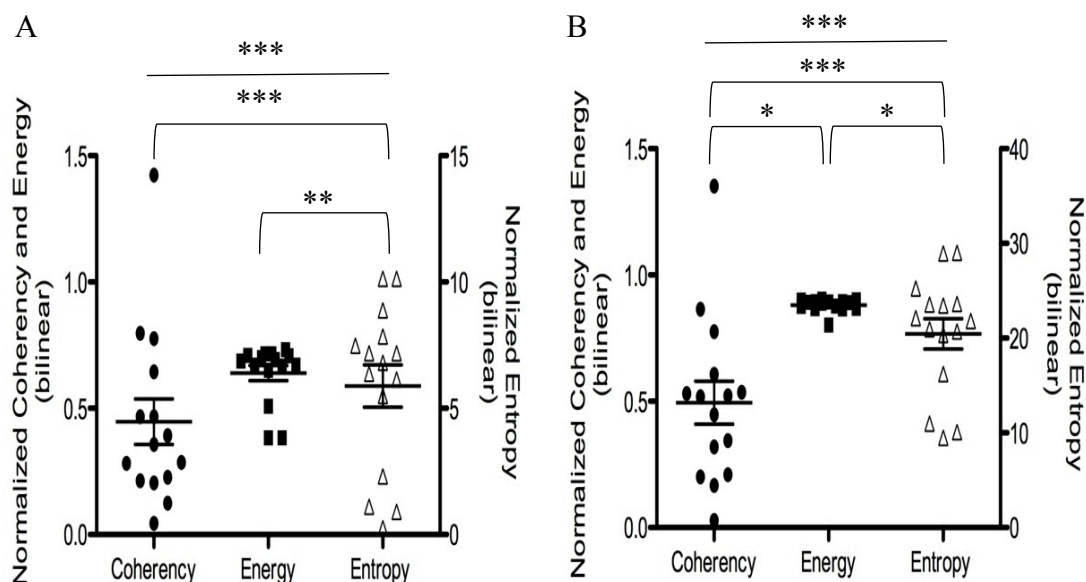 A
***
***
**
Normalized Coherency and Energy
(bilinear)
1.5
1.0
0.5
0.0
15
10
5
0
Normalized Entropy
(bilinear)
Coherency Energy Entropy
B
***
***
* *
Normalized Coherency and Energy
(bilinear)
1.5
1.0
0.5
0.0
40
30
20
10
0
Normalized Entropy
(bilinear)
Coherency Energy Entropy